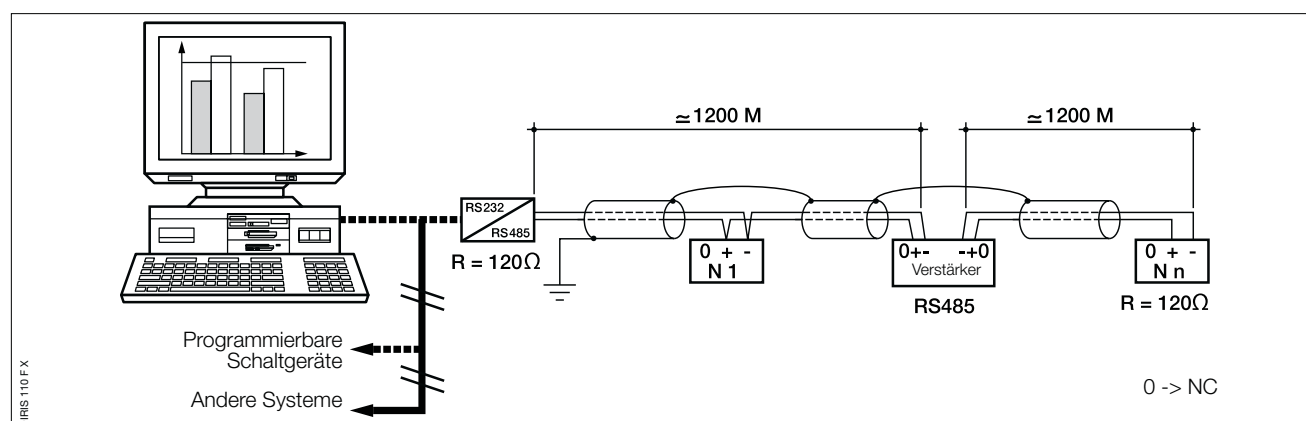 ≃1200 M
≃1200 M
RS232
RS485
R = 120Ω
0 + -
N 1
0+-
-+0
Verstärker
RS485
0 + -
N n
R = 120Ω
Programmierbare
Schaltgeräte
Andere Systeme
0 -> NC
IRIS 110 F X